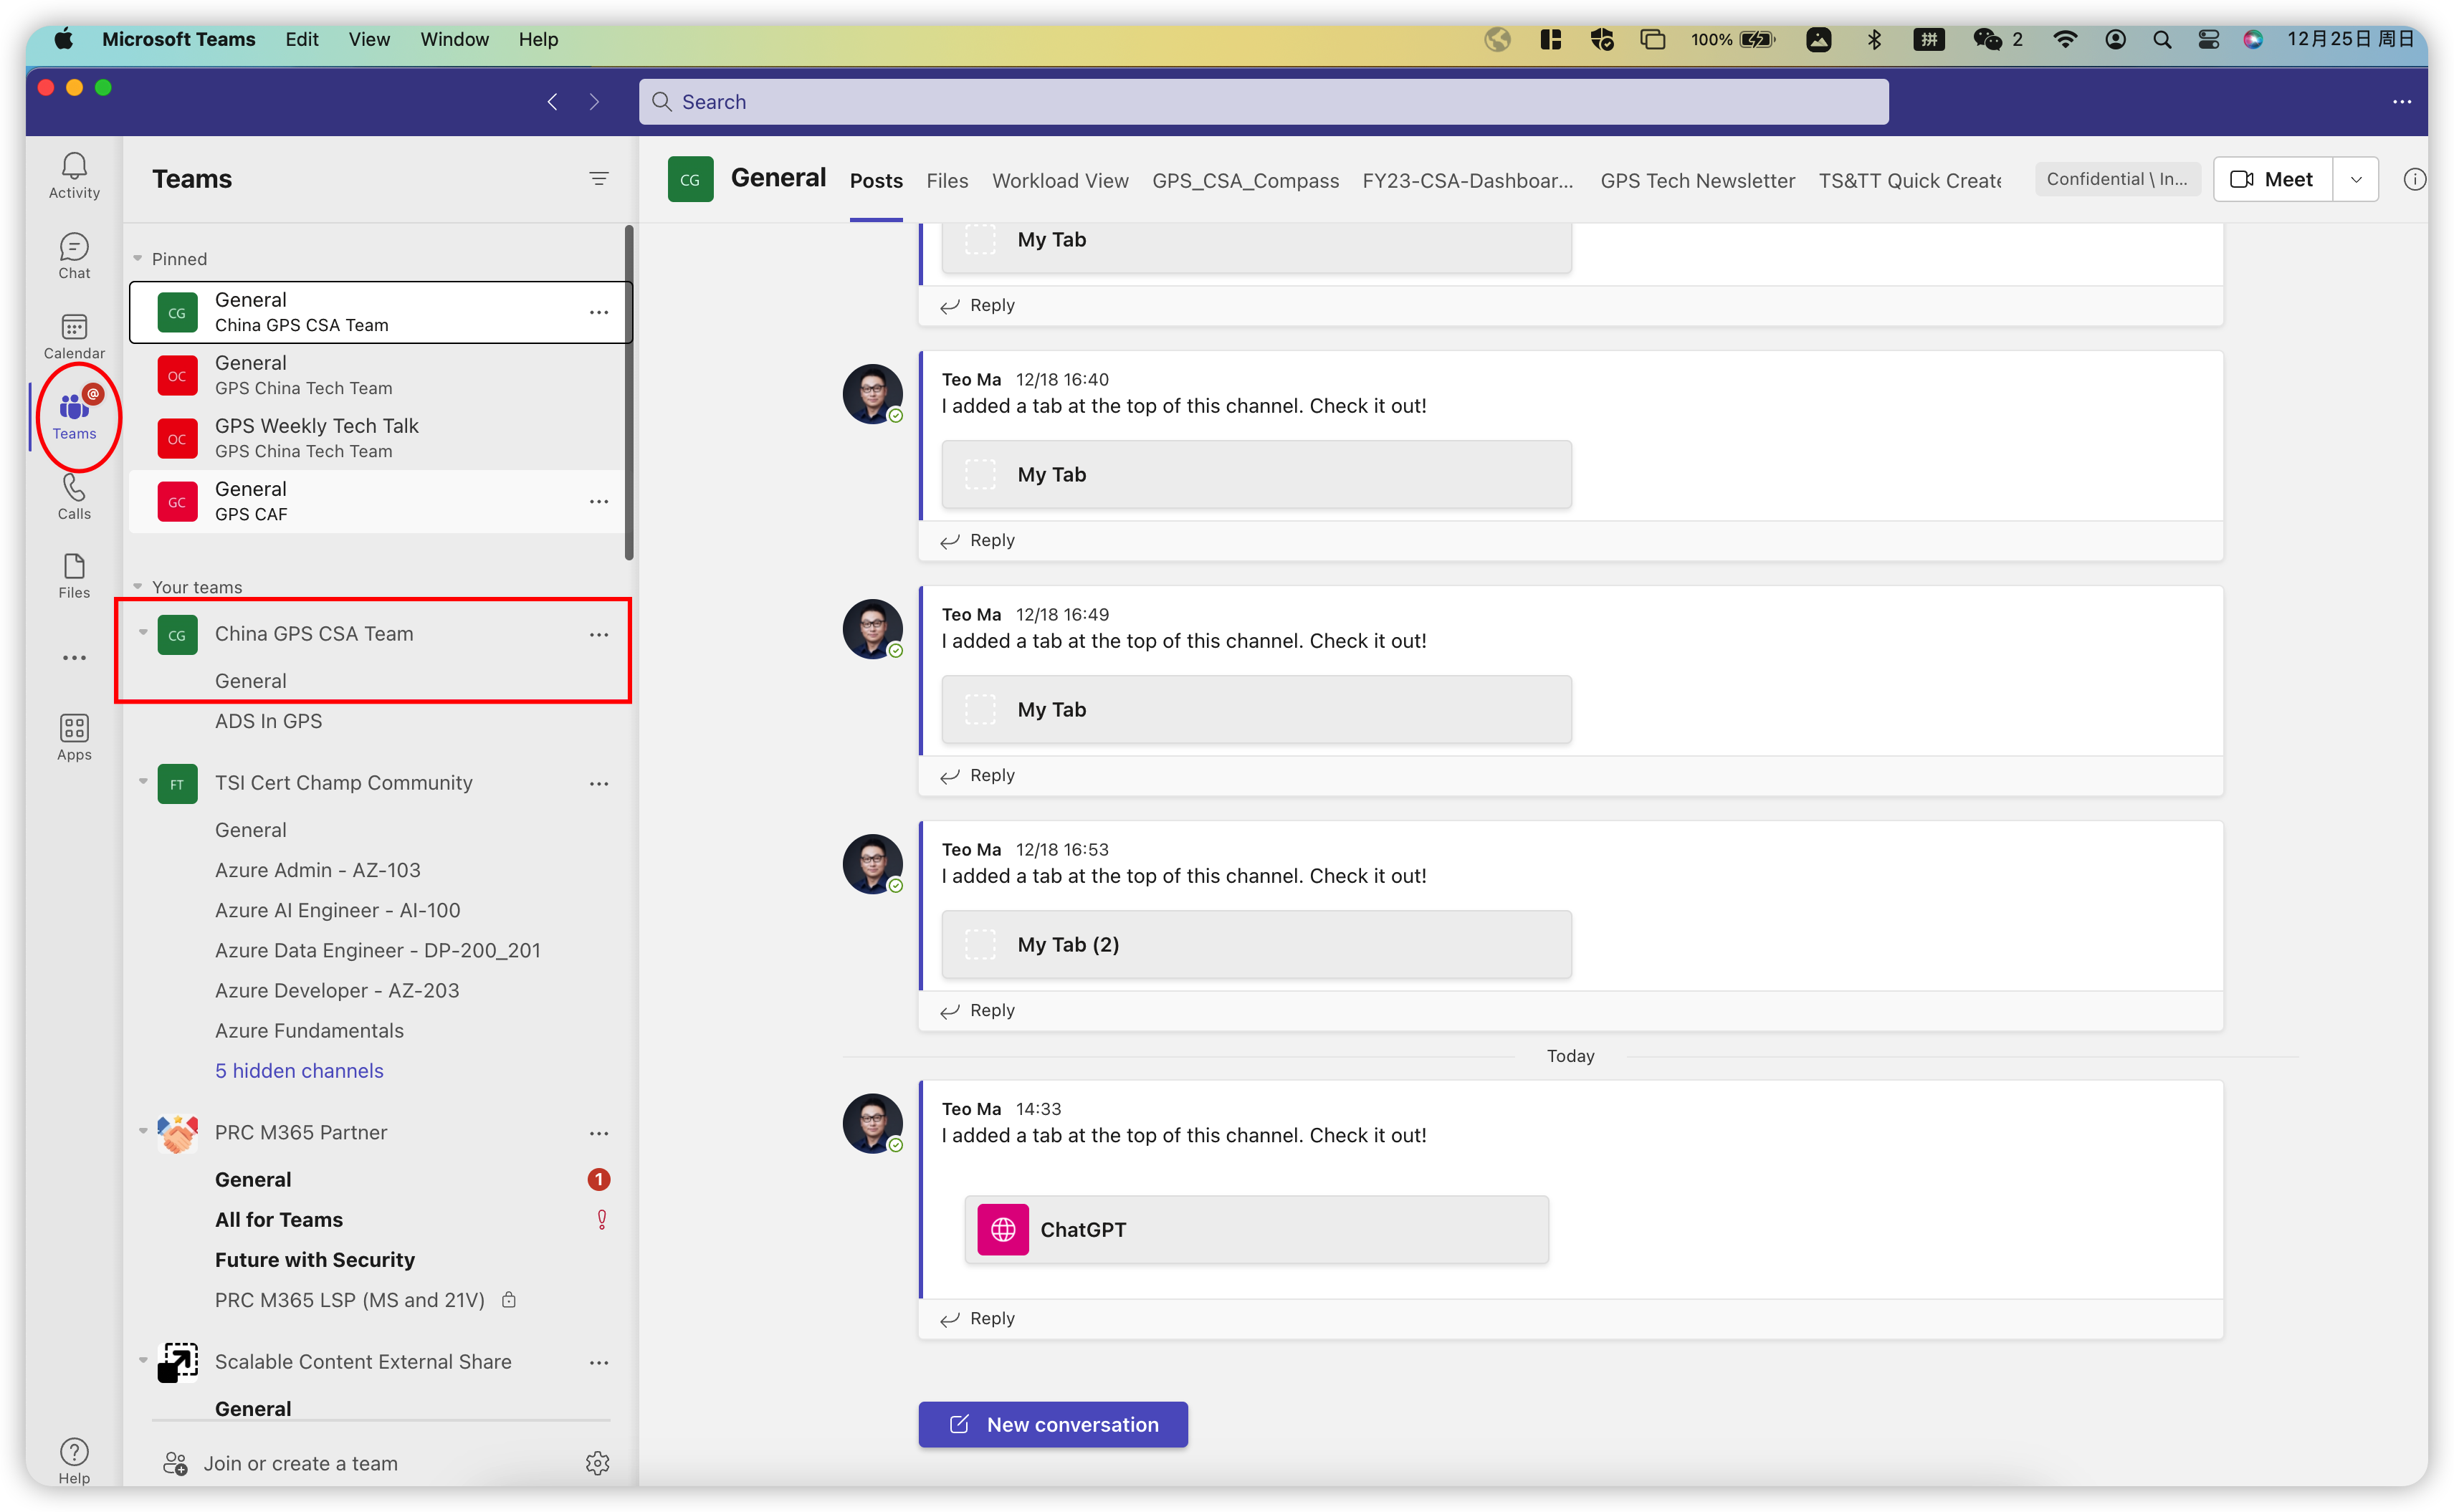 Microsoft Teams Edit View Window Help 100% 拼 2 12月25日 周日
Search
Activity
Chat
Calendar
@
Teams
Calls
Files
Apps
Help
Teams
Pinned
CG General
China GPS CSA Team
OC General
GPS China Tech Team
OC GPS Weekly Tech Talk
GPS China Tech Team
GC General
GPS CAF
Your teams
CG China GPS CSA Team
General
ADS In GPS
FT TSI Cert Champ Community
General
Azure Admin - AZ-103
Azure AI Engineer - AI-100
Azure Data Engineer - DP-200_201
Azure Developer - AZ-203
Azure Fundamentals
5 hidden channels
PRC M365 Partner
General 1
All for Teams
Future with Security
PRC M365 LSP (MS and 21V)
Scalable Content External Share
General
Join or create a team
CG General Posts Files Workload View GPS_CSA_Compass FY23-CSA-Dashboar... GPS Tech Newsletter TS&TT Quick Create Confidential \ In... Meet
My Tab
Reply
Teo Ma 12/18 16:40
I added a tab at the top of this channel. Check it out!
My Tab
Reply
Teo Ma 12/18 16:49
I added a tab at the top of this channel. Check it out!
My Tab
Reply
Teo Ma 12/18 16:53
I added a tab at the top of this channel. Check it out!
My Tab (2)
Reply
Today
Teo Ma 14:33
I added a tab at the top of this channel. Check it out!
ChatGPT
Reply
New conversation